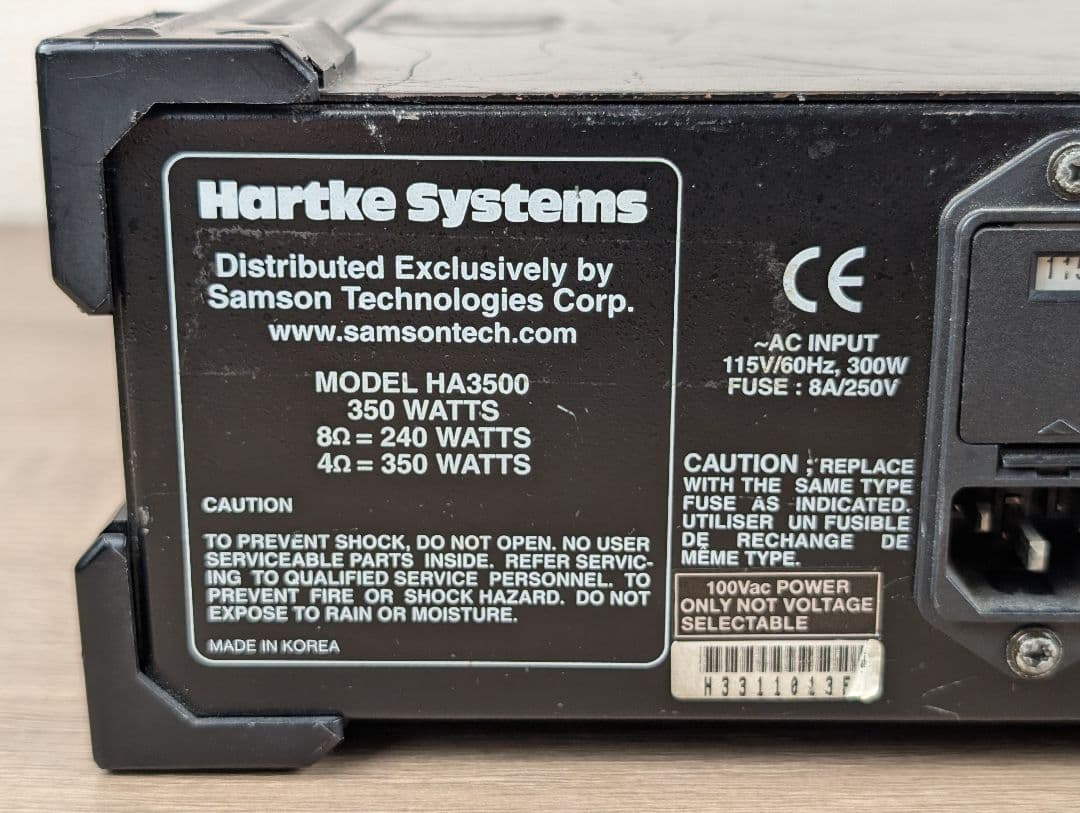 Hartke Systems
Distributed Exclusively by
Samson Technologies Corp.
www.samsontech.com
MODEL HA3500
350 WATTS
8Ω = 240 WATTS
4Ω = 350 WATTS
CAUTION
TO PREVENT SHOCK, DO NOT OPEN. NO USER
SERVICEABLE PARTS INSIDE. REFER SERVIC-
ING TO QUALIFIED SERVICE PERSONNEL. TO
PREVENT FIRE OR SHOCK HAZARD. DO NOT
EXPOSE TO RAIN OR MOISTURE.
MADE IN KOREA
CE
~AC INPUT
115V/60Hz, 300W
FUSE : 8A/250V
CAUTION : REPLACE
WITH THE SAME TYPE
FUSE AS INDICATED.
UTILISER UN FUSIBLE
DE RECHANGE DE
MÊME TYPE.
100Vac POWER
ONLY NOT VOLTAGE
SELECTABLE
H3311013F